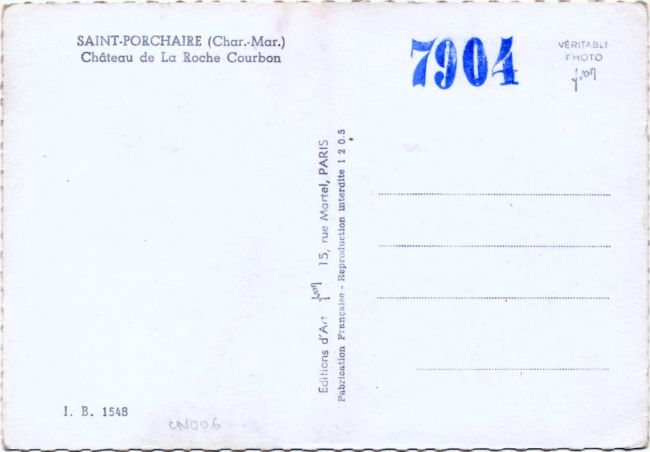 SAINT-PORCHAIRE (Char.-Mar.)
Château de La Roche Courbon
7904
VÉRITABLE
PHOTO
yvon
Editions d'Art yvon 15, rue Martel, PARIS
Fabrication Française - Reproduction interdite 1 2 0.5
I. B. 1548
CN006